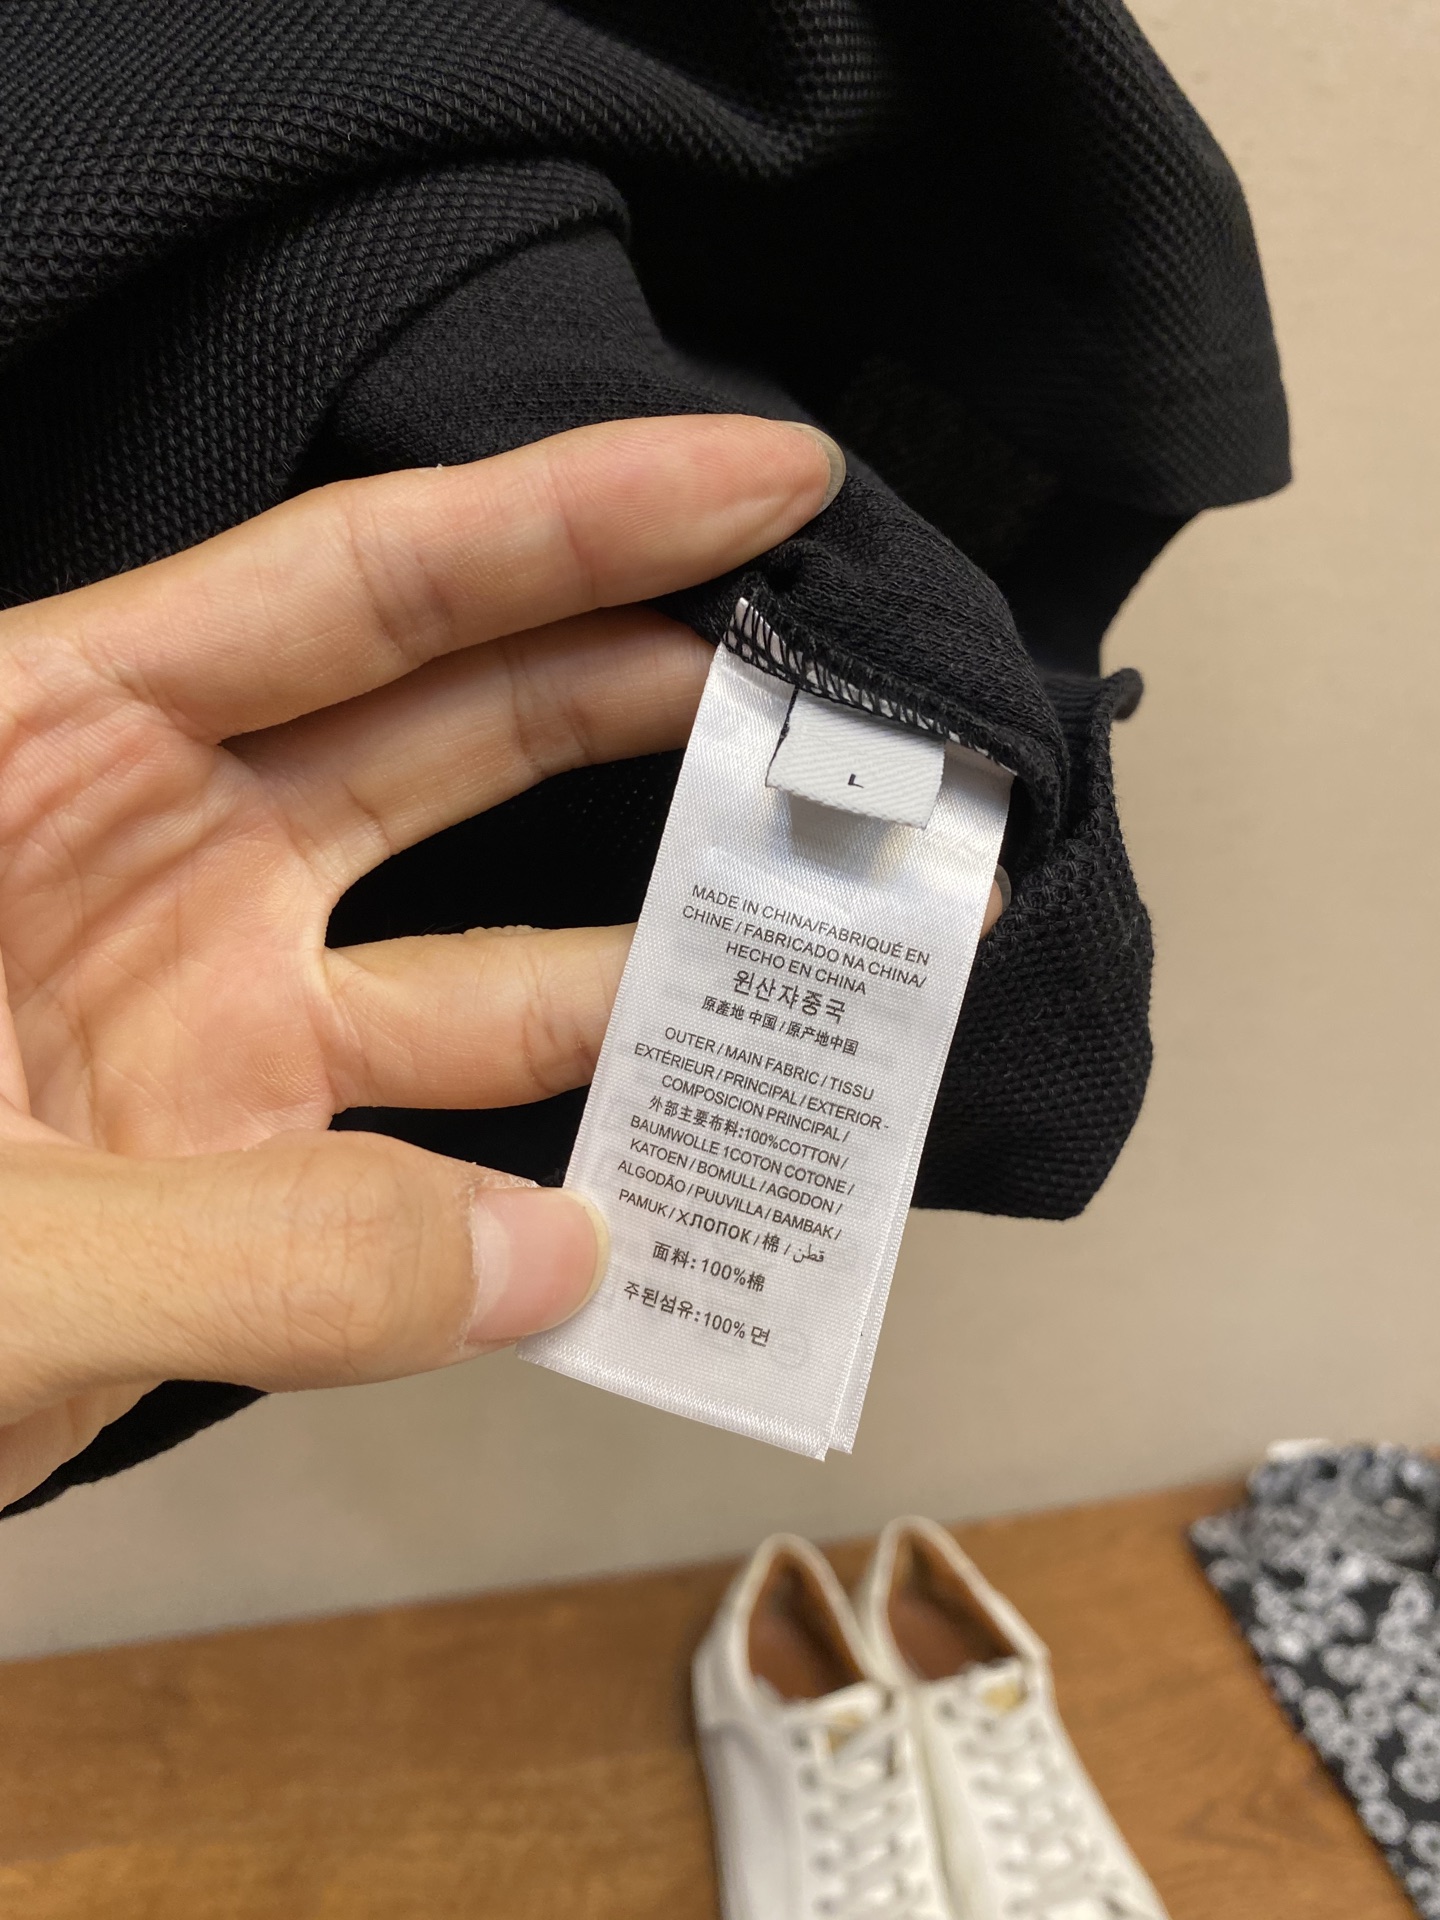 L
MADE IN CHINA/FABRIQUÉ EN
CHINE / FABRICADO NA CHINA/
HECHO EN CHINA
원산쟈중국
原產地 中国 / 原产地中国
OUTER / MAIN FABRIC / TISSU
EXTÉRIEUR / PRINCIPAL / EXTERIOR -
COMPOSICION PRINCIPAL /
外部主要布料:100%COTTON /
BAUMWOLLE 1COTON COTONE /
KATOEN / BOMULL / AGODON /
ALGODÃO / PUUVILLA / BAMBAK /
PAMUK / ХЛОПОК / 棉 / قطن
面料:100%棉
주된섬유:100% 면